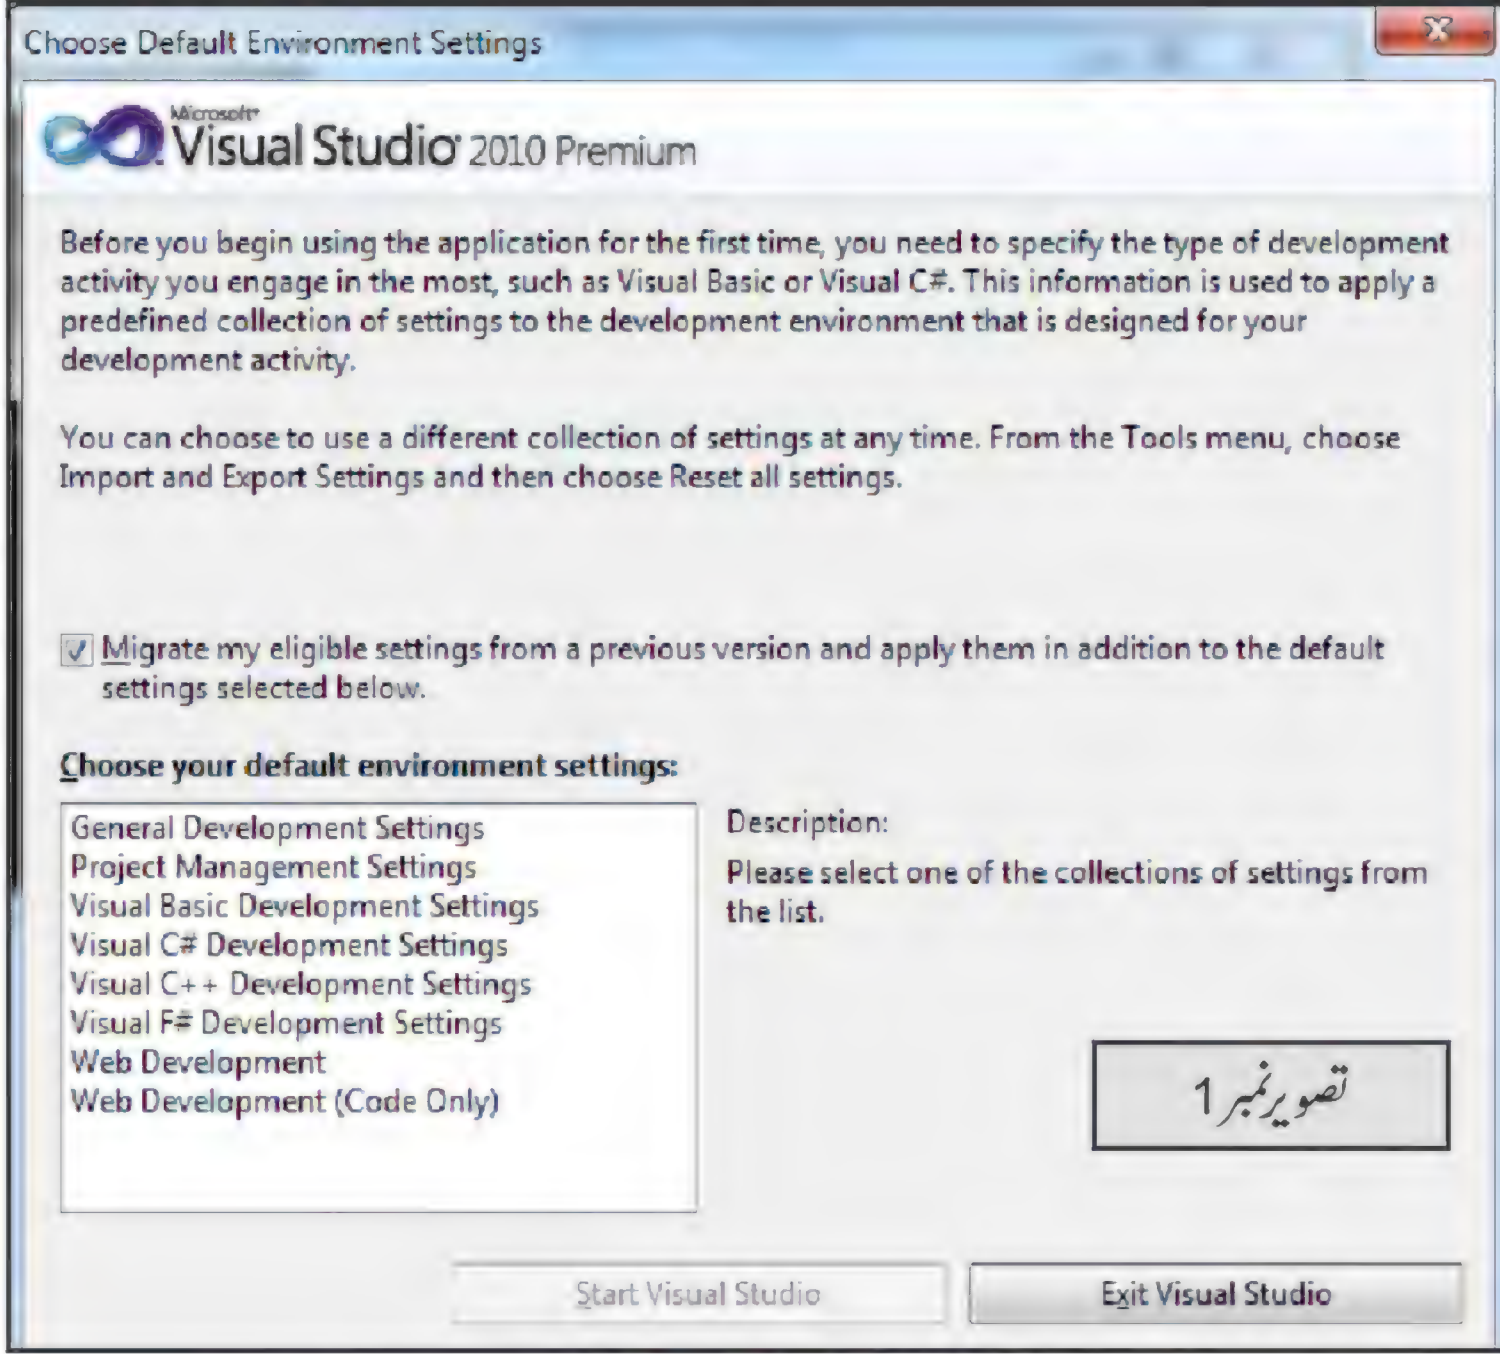 Choose Default Environment Settings
Microsoft
Visual Studio 2010 Premium
Before you begin using the application for the first time, you need to specify the type of development
activity you engage in the most, such as Visual Basic or Visual C#. This information is used to apply a
predefined collection of settings to the development environment that is designed for your
development activity.
You can choose to use a different collection of settings at any time. From the Tools menu, choose
Import and Export Settings and then choose Reset all settings.
Migrate my eligible settings from a previous version and apply them in addition to the default
settings selected below.
Choose your default environment settings:
General Development Settings
Project Management Settings
Visual Basic Development Settings
Visual C# Development Settings
Visual C++ Development Settings
Visual F# Development Settings
Web Development
Web Development (Code Only)
Description:
Please select one of the collections of settings from
the list.
تصویر نمبر 1
Start Visual Studio
Exit Visual Studio